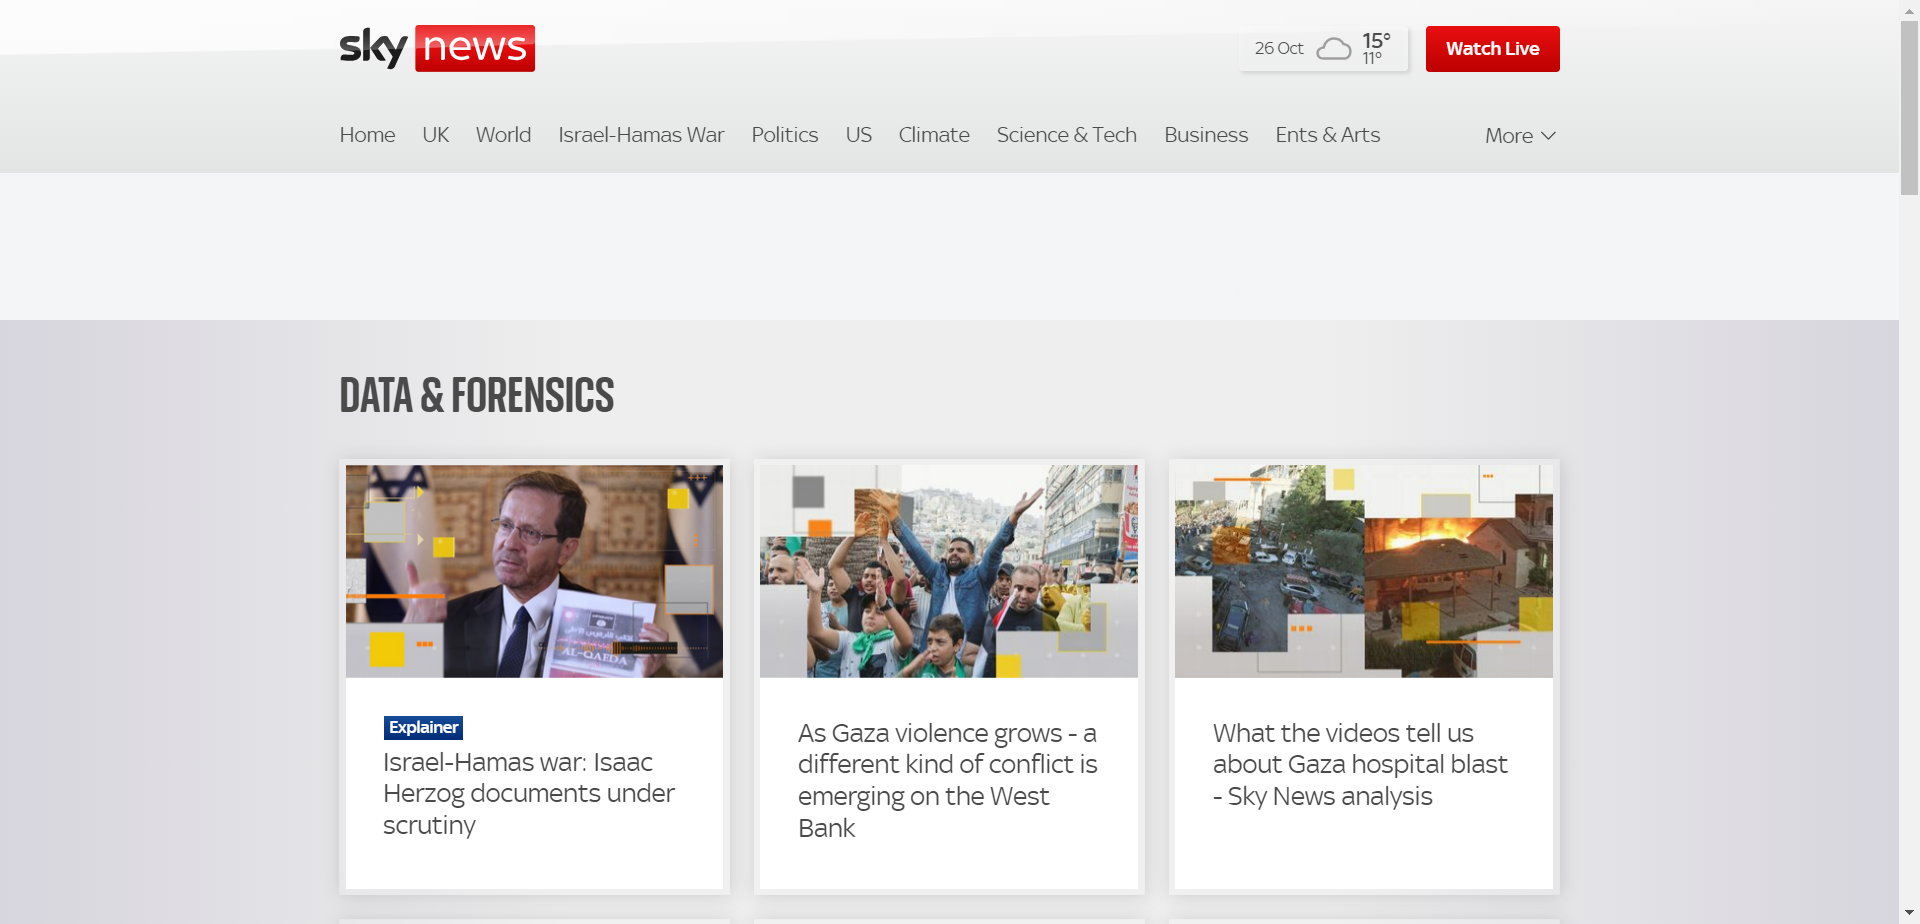 sky news
26 Oct
15°
11°
Watch Live
Home
UK
World
Israel-Hamas War
Politics
US
Climate
Science & Tech
Business
Ents & Arts
More
DATA & FORENSICS
AL-QAEDA
Explainer
Israel-Hamas war: Isaac
Herzog documents under
scrutiny
As Gaza violence grows - a
different kind of conflict is
emerging on the West
Bank
What the videos tell us
about Gaza hospital blast
- Sky News analysis